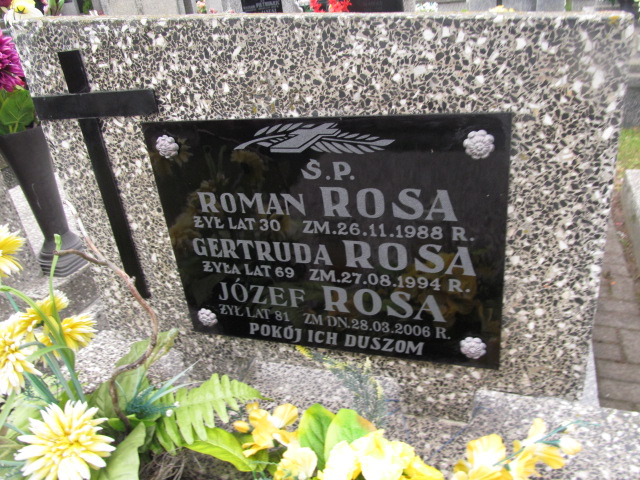 Ś.P.
ROMAN ROSA
ŻYŁ LAT 30 ZM.26.11.1988 R.
GERTRUDA ROSA
ŻYŁA LAT 69 ZM.27.08.1994 R.
JÓZEF ROSA
ŻYŁ LAT 81 ZM DN.28.03.2006 R.
POKÓJ ICH DUSZOM